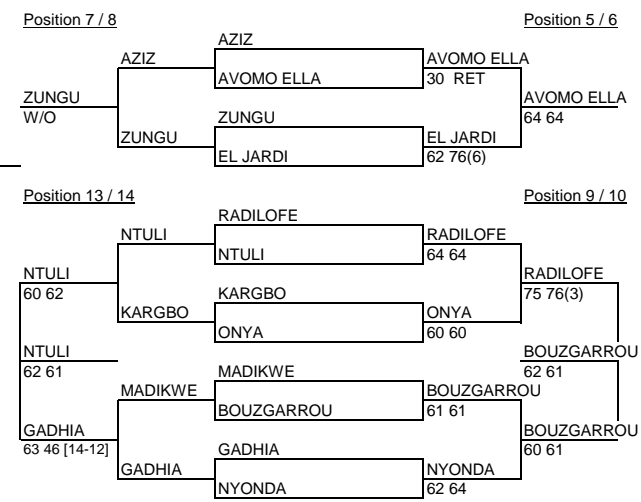 Position 7 / 8
Position 5 / 6
AZIZ
AZIZ
AVOMO ELLA
AVOMO ELLA
30 RET
ZUNGU
W/O
AVOMO ELLA
64 64
ZUNGU
ZUNGU
EL JARDI
EL JARDI
62 76(6)
Position 13 / 14
Position 9 / 10
RADILOFE
NTULI
RADILOFE
NTULI
64 64
NTULI
60 62
RADILOFE
75 76(3)
KARGBO
KARGBO
ONYA
ONYA
60 60
NTULI
62 61
BOUZGARROU
62 61
MADIKWE
MADIKWE
BOUZGARROU
BOUZGARROU
61 61
GADHIA
63 46 [14-12]
BOUZGARROU
60 61
GADHIA
GADHIA
NYONDA
NYONDA
62 64